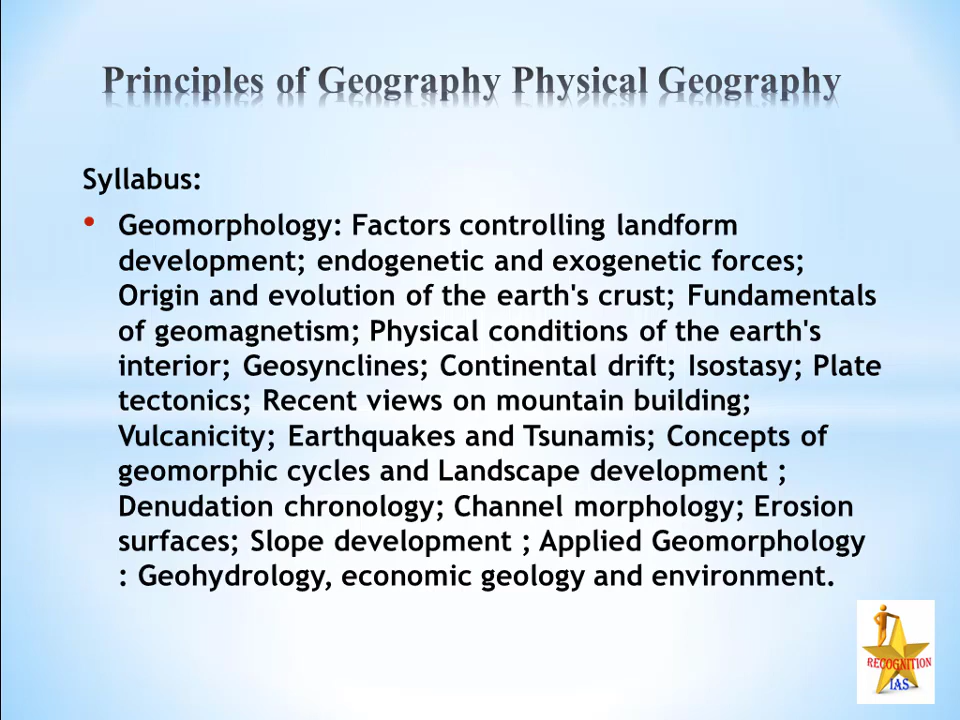 Principles of Geography Physical Geography
Syllabus:
• Geomorphology: Factors controlling landform
development; endogenetic and exogenetic forces;
Origin and evolution of the earth's crust; Fundamentals
of geomagnetism; Physical conditions of the earth's
interior; Geosynclines; Continental drift; Isostasy; Plate
tectonics; Recent views on mountain building;
Vulcanicity; Earthquakes and Tsunamis; Concepts of
geomorphic cycles and Landscape development ;
Denudation chronology; Channel morphology; Erosion
surfaces; Slope development ; Applied Geomorphology
: Geohydrology, economic geology and environment.
RECOGNITION
IAS